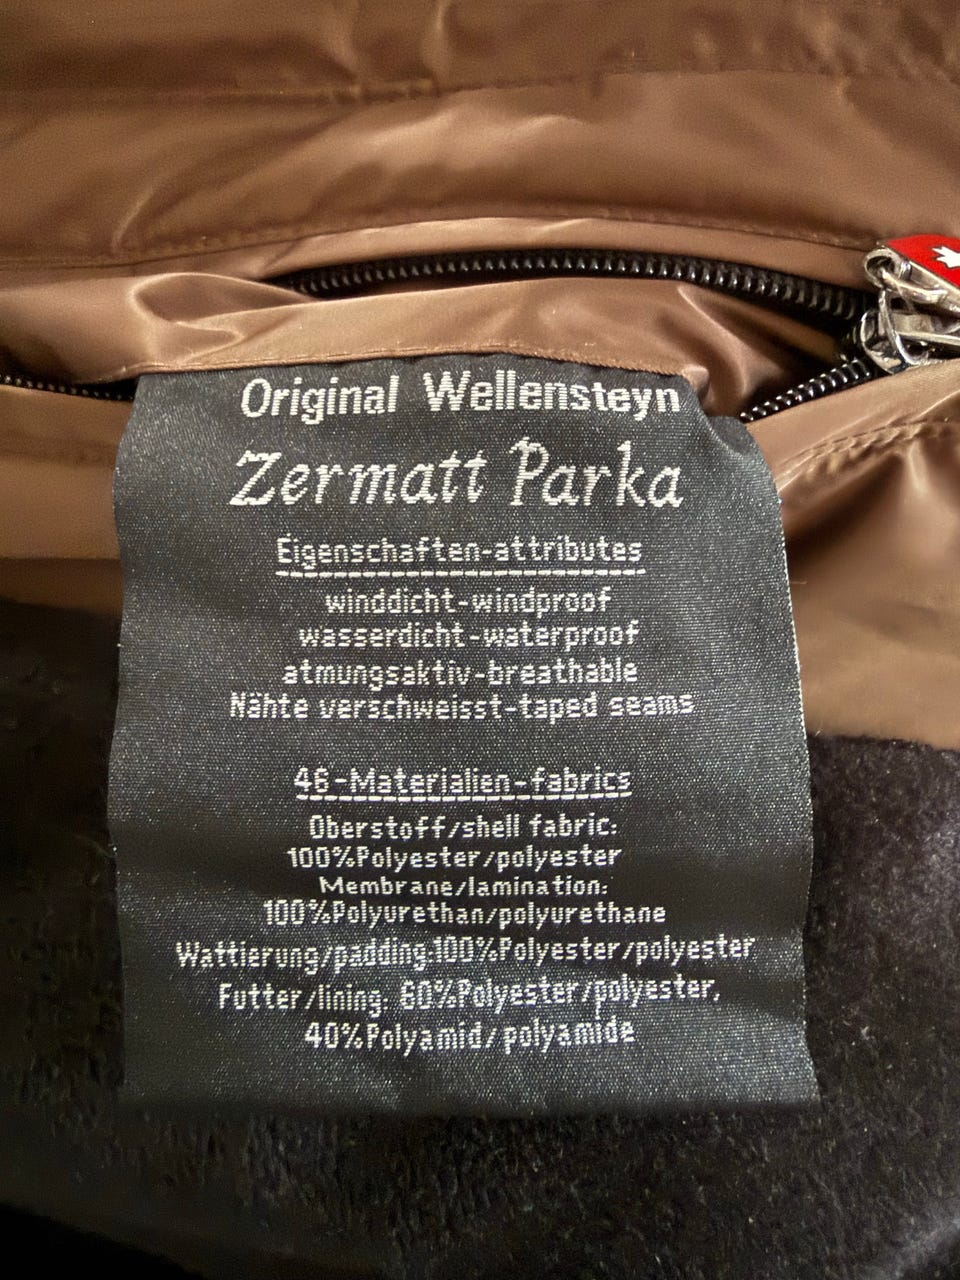 Original Wellensteyn
Zermatt Parka
Eigenschaften-attributes
winddicht-windproof
wasserdicht-waterproof
atmungsaktiv-breathable
Nähte verschweisst-taped seams
46-Materialien-fabrics
Oberstoff/shell fabric:
100%Polyester/polyester
Membrane/lamination:
100%Polyurethan/polyurethane
Wattierung/padding:100%Polyester/polyester
Futter/lining: 60%Polyester/polyester,
40%Polyamid/polyamide